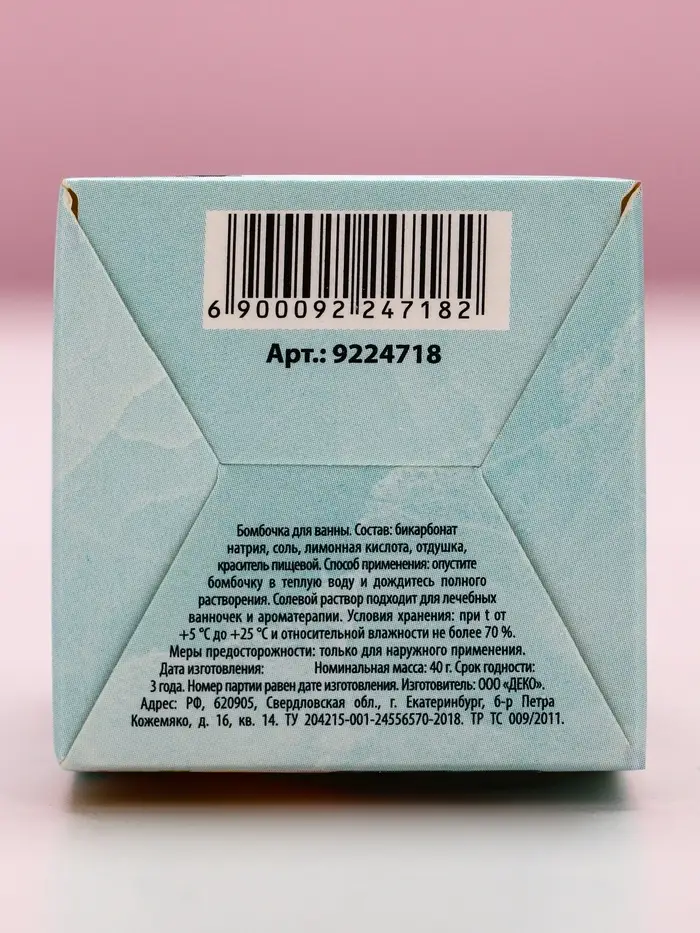 6 900092 247182
Арт.: 9224718
Бомбочка для ванны. Состав: бикарбонат
натрия, соль, лимонная кислота, отдушка,
краситель пищевой. Способ применения: опустите
бомбочку в теплую воду и дождитесь полного
растворения. Солевой раствор подходит для лечебных
ванночек и ароматерапии. Условия хранения: при t от
+5 °C до +25 °C и относительной влажности не более 70 %.
Меры предосторожности: только для наружного применения.
Дата изготовления: Номинальная масса: 40 г. Срок годности:
3 года. Номер партии равен дате изготовления. Изготовитель: ООО «ДЕКО».
Адрес: РФ, 620905, Свердловская обл., г. Екатеринбург, б-р Петра
Кожемяко, д. 16, кв. 14. ТУ 204215-001-24556570-2018. ТР ТС 009/2011.